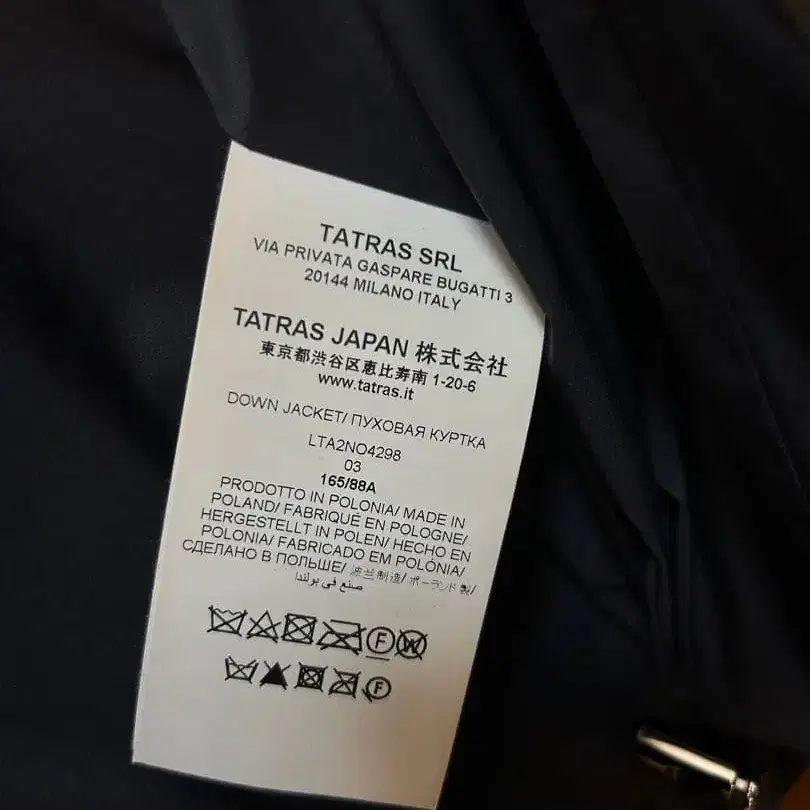 TATRAS SRL
VIA PRIVATA GASPARE BUGATTI 3
20144 MILANO ITALY
TATRAS JAPAN 株式会社
東京都渋谷区恵比寿南 1-20-6
www.tatras.it
DOWN JACKET/ ПУХОВАЯ КУРТКА
LTA2NO4298
03
165/88A
PRODOTTO IN POLONIA/ MADE IN
POLAND/ FABRIQUÉ EN POLOGNE/
HERGESTELLT IN POLEN/ HECHO EN
POLONIA/ FABRICADO EM POLÓNIA/
СДЕЛАНО В ПОЛЬШЕ/ 波兰制造/ ポーランド製/
صنع في بولندا
F W
F